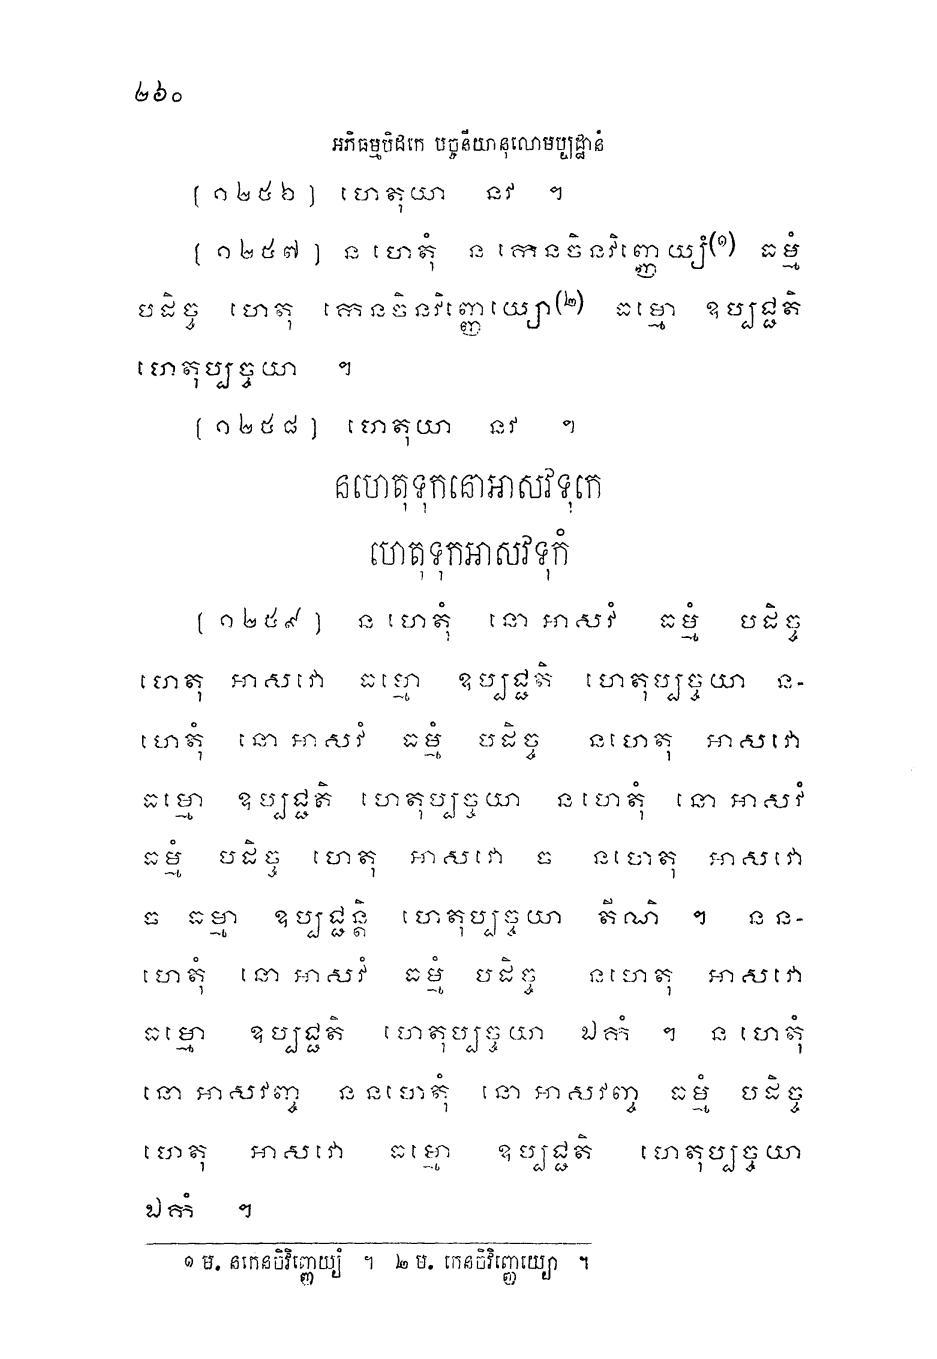 ២៦០
អភិធម្មបិដកេ បច្ចនីយានុលោមប្បដ្ឋានំ
[១២៥៦] ហេតុយា នវ ។
[១២៥៧] ន ហេតុំ ន កេនចិនវិញ្ញេយ្យំ(១) ធម្មំ
បដិច្ច ហេតុ កេនចិនវិញ្ញេយ្យោ(២) ធម្មោ ឧប្បជ្ជតិ
ហេតុប្បច្ចយា ។
[១២៥៨] ហេតុយា នវ ។
នហេតុទុកនោអាសវទុកេ
ហេតុទុកអាសវទុកំ
[១២៥៩] ន ហេតុំ នោ អាសវំ ធម្មំ បដិច្ច
ហេតុ អាសវោ ធម្មោ ឧប្បជ្ជតិ ហេតុប្បច្ចយា ន-
ហេតុំ នោ អាសវំ ធម្មំ បដិច្ច នហេតុ អាសវោ
ធម្មោ ឧប្បជ្ជតិ ហេតុប្បច្ចយា ន ហេតុំ នោ អាសវំ
ធម្មំ បដិច្ច ហេតុ អាសវោ ច នហេតុ អាសវោ
ច ធម្មា ឧប្បជ្ជន្តិ ហេតុប្បច្ចយា តីណិ ។ ន ន-
ហេតុំ នោ អាសវំ ធម្មំ បដិច្ច នហេតុ អាសវោ
ធម្មោ ឧប្បជ្ជតិ ហេតុប្បច្ចយា ឯកំ ។ ន ហេតុំ
នោ អាសវញ្ច ន នហេតុំ នោ អាសវញ្ច ធម្មំ បដិច្ច
ហេតុ អាសវោ ធម្មោ ឧប្បជ្ជតិ ហេតុប្បច្ចយា
ឯកំ ។
១ ម. នកេនចិវិញ្ញេយ្យំ ។ ២ ម. កេនចិវិញ្ញេយ្យោ ។